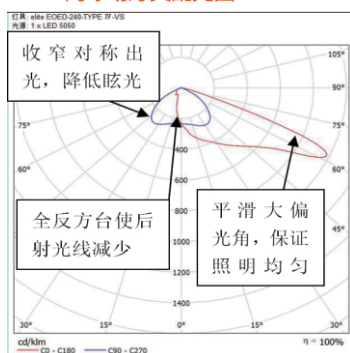 灯具: elite EOED-240-TYPE IV-VS
光源: 1 x LED 5050
收窄对称出
光，降低眩光
105°
90°
75°
75°
60°
60°
400
600
全反方台使后
射光线减少
800
平滑大偏
光角，保证
照明均匀
1000
45°
1200
1400
30°
15°
0°
15°
30°
cd/klm
η = 100%
C0 - C180
C90 - C270